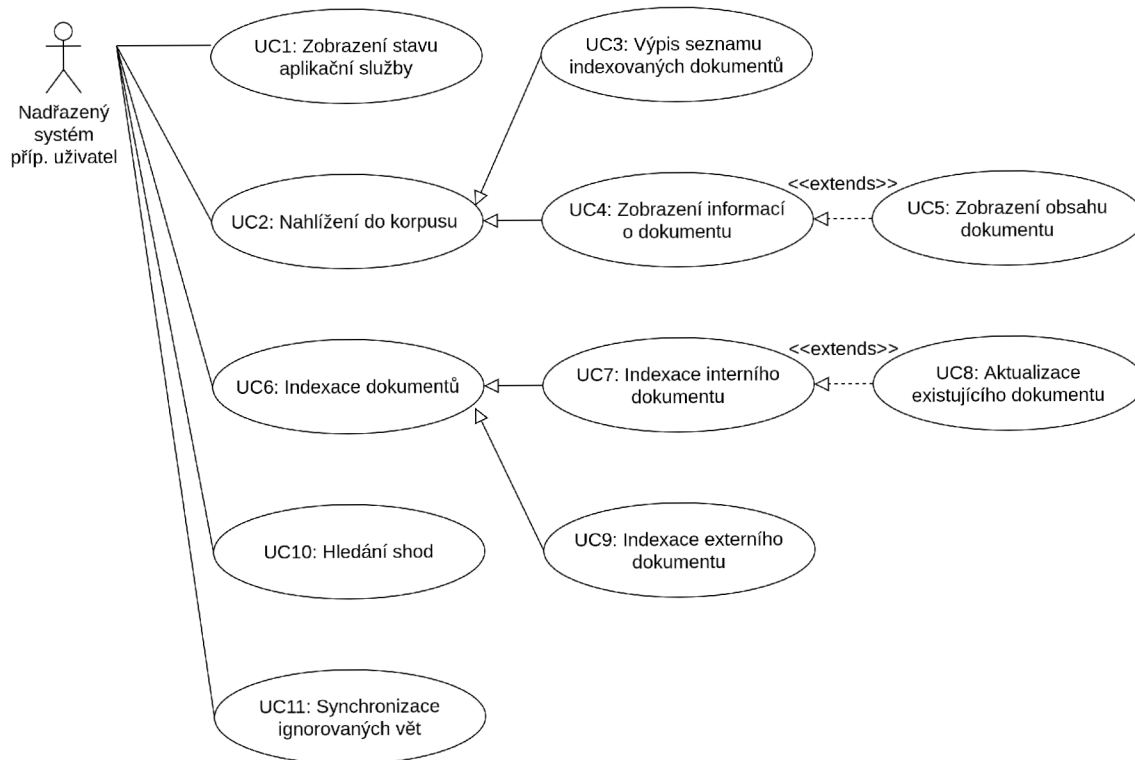 Nadřazený
systém
příp. uživatel
UC1: Zobrazení stavu
aplikační služby
UC3: Výpis seznamu
indexovaných dokumentů
UC2: Nahlížení do korpusu
UC4: Zobrazení informací
o dokumentu
<<extends>>
UC5: Zobrazení obsahu
dokumentu
UC6: Indexace dokumentů
UC7: Indexace interního
dokumentu
<<extends>>
UC8: Aktualizace
existujícího dokumentu
UC10: Hledání shod
UC9: Indexace externího
dokumentu
UC11: Synchronizace
ignorovaných vět